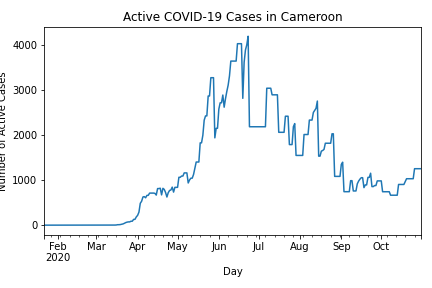 Active COVID-19 Cases in Cameroon
Number of Active Cases
4000
3000
2000
1000
0
Feb Mar Apr May Jun Jul Aug Sep Oct
2020
Day